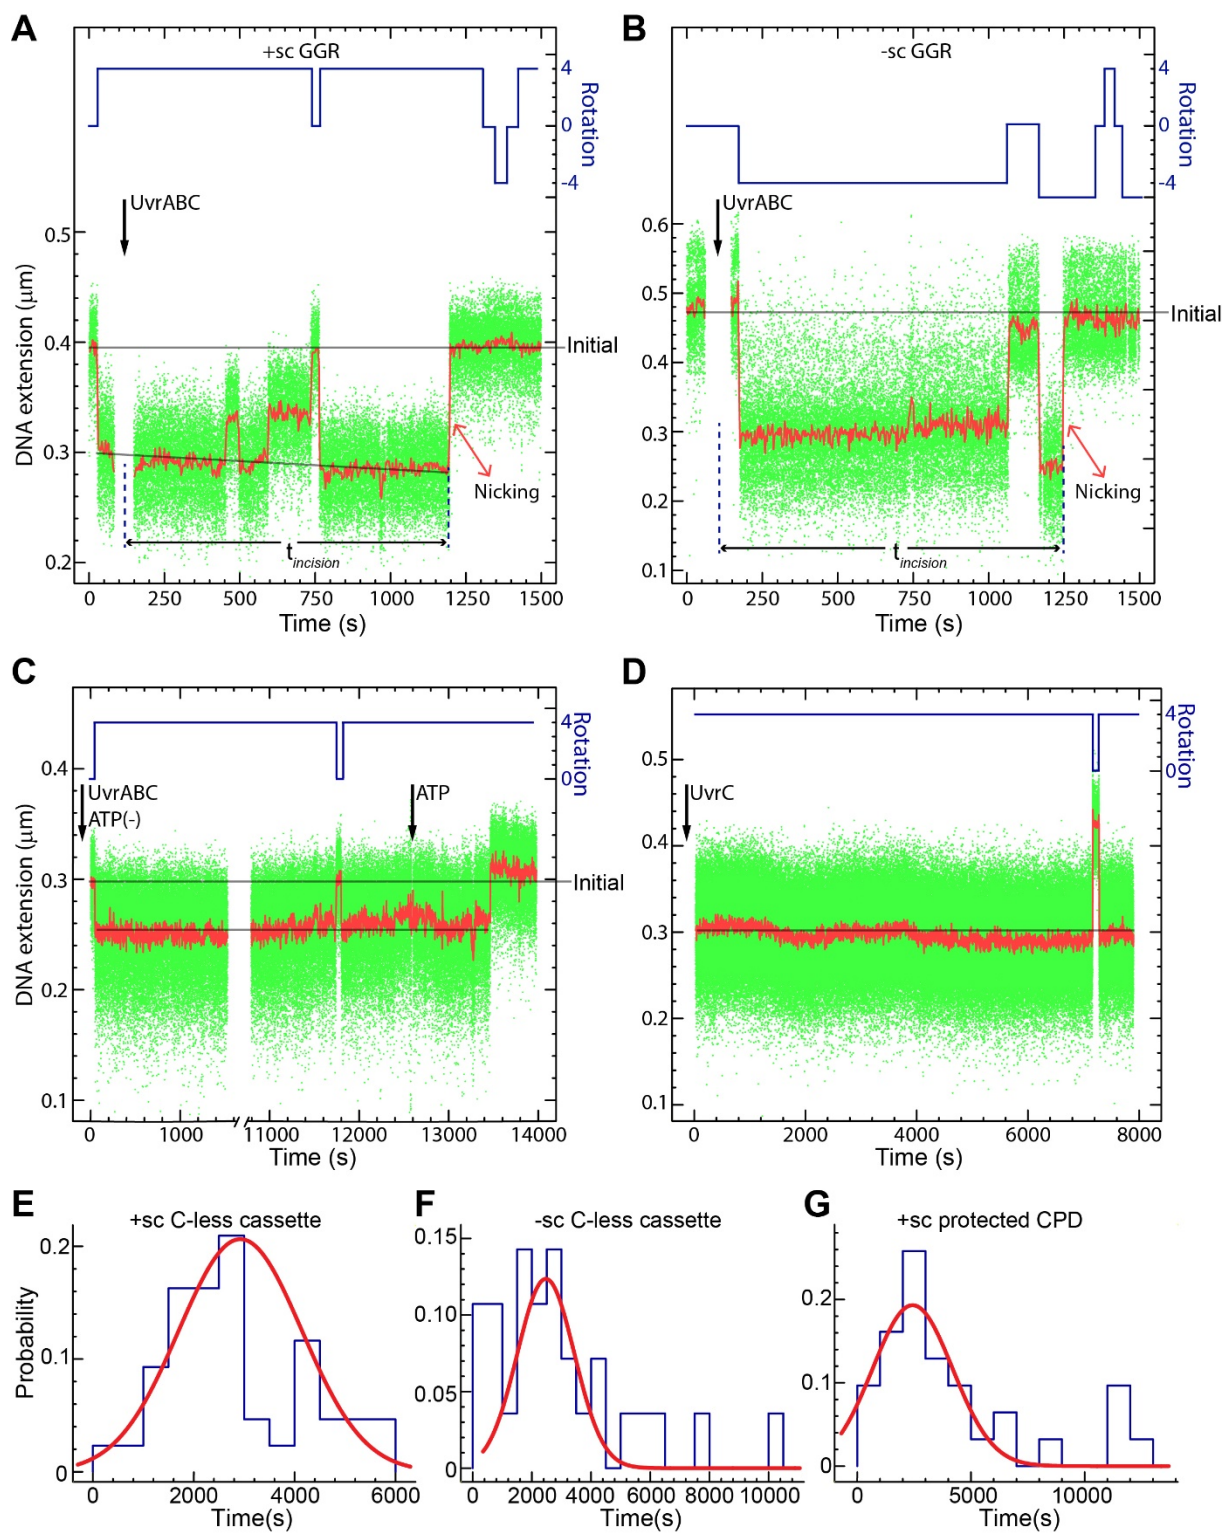 A
+sc GGR
4
0
-4
Rotation
UvrABC
0.5
0.4
0.3
0.2
DNA extension (μm)
Initial
Nicking
tincision
0 250 500 750 1000 1250 1500
Time (s)
B
-sc GGR
4
0
-4
Rotation
UvrABC
0.6
0.5
0.4
0.3
0.2
0.1
Initial
Nicking
tincision
0 250 500 750 1000 1250 1500
Time (s)
C
4
0
Rotation
UvrABC
ATP(-)
ATP
0.4
0.3
0.2
0.1
DNA extension (μm)
Initial
0 1000 11000 12000 13000 14000
Time (s)
D
4
0
Rotation
UvrC
0.5
0.4
0.3
0.2
0.1
0 2000 4000 6000 8000
Time (s)
E
+sc C-less cassette
0.2
0.1
0
Probability
0 2000 4000 6000
Time(s)
F
-sc C-less cassette
0.15
0.10
0.05
0
0 2000 4000 6000 8000 10000
Time(s)
G
+sc protected CPD
0.2
0.1
0
0 5000 10000
Time(s)